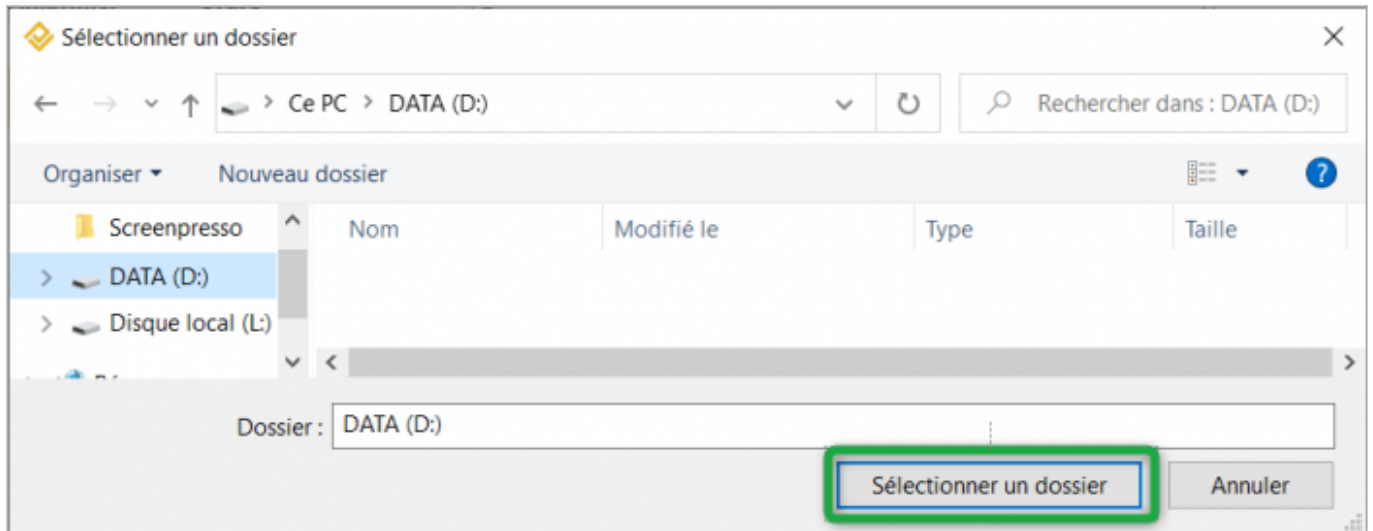 Sélectionner un dossier
Ce PC > DATA (D:)
Rechercher dans : DATA (D:)
Organiser
Nouveau dossier
?
Screenpresso
Nom
Modifié le
Type
Taille
DATA (D:)
Disque local (L:)
Dossier :
DATA (D:)
Sélectionner un dossier
Annuler